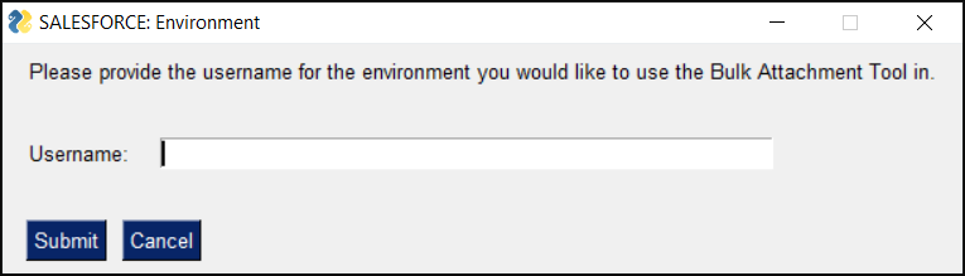 SALESFORCE: Environment
Please provide the username for the environment you would like to use the Bulk Attachment Tool in.
Username:
Submit Cancel